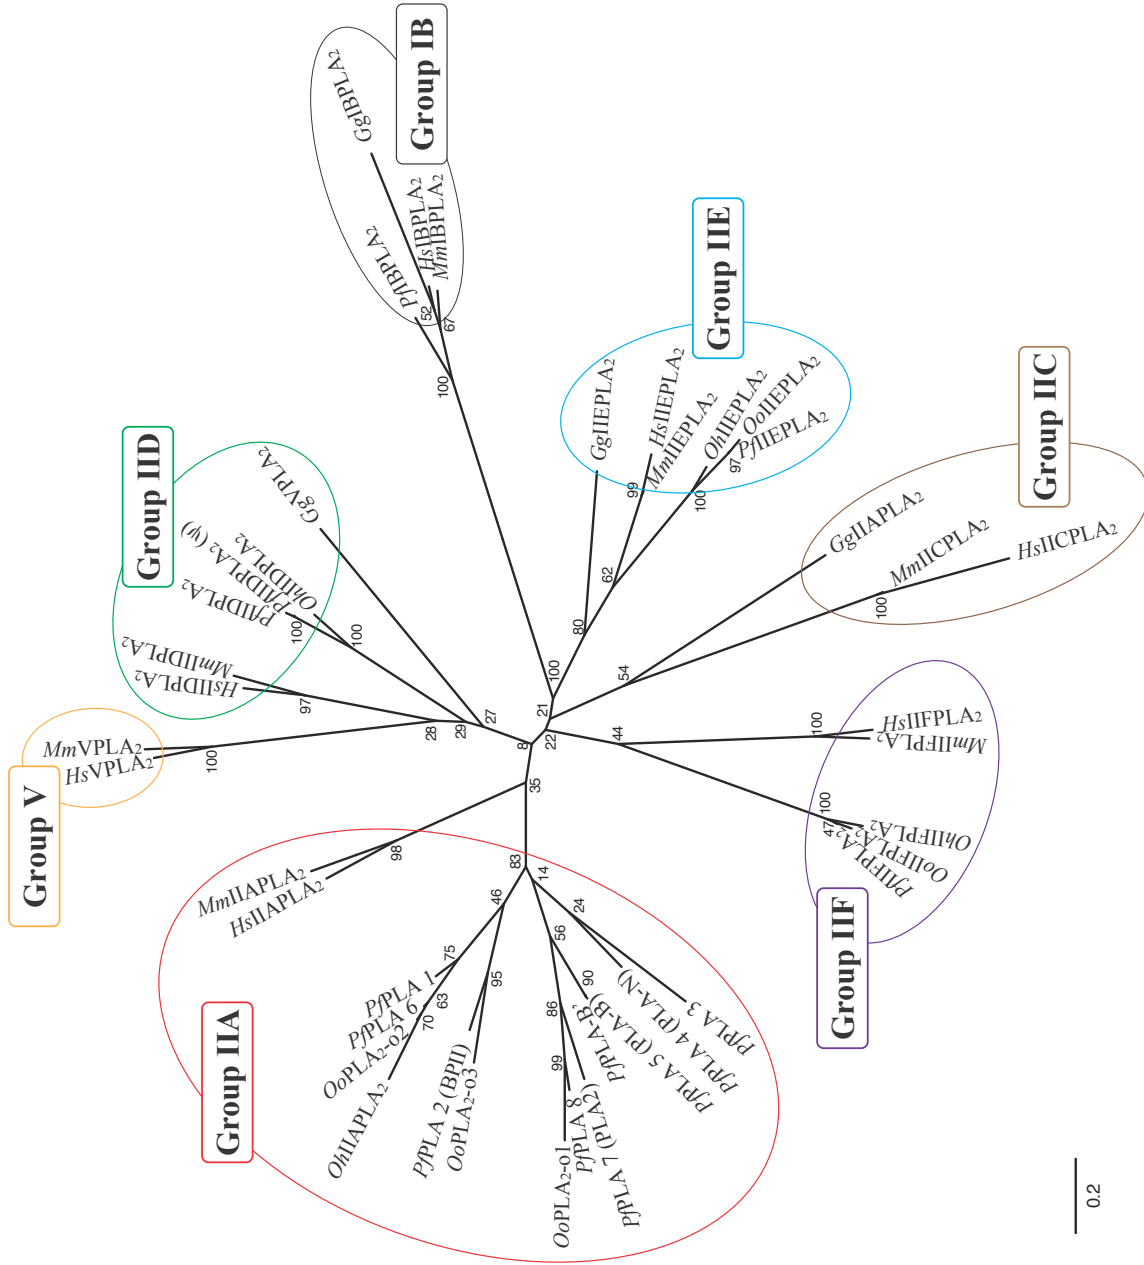 Group IB
GgIBPLA₂
PfIBPLA₂
HsIBPLA₂
MmIBPLA₂
52
67
100
Group IID
GgVPLA₂
PfIIDPLA₂
PfIIDPLA₂ (ψ)
OhIIDPLA₂
MmIIDPLA₂
HsIIDPLA₂
100
100
97
Group V
MmVPLA₂
HsVPLA₂
100
28
29
27
8
35
22
21
100
Group IIE
GgIIEPLA₂
HsIIEPLA₂
MmIIEPLA₂
OhIIEPLA₂
OoIIEPLA₂
PfIIEPLA₂
99
97
100
62
80
Group IIC
GgIIAPLA₂
MmIICPLA₂
HsIICPLA₂
100
54
44
Group IIF
HsIIFPLA₂
MmIIFPLA₂
OhIIFPLA₂
OoIIFPLA₂
PfIIFPLA₂
100
100
47
Group IIA
MmIIAPLA₂
HsIIAPLA₂
98
83
14
46
75
63
70
95
PfPLA 1
PfPLA 6
OoPLA₂-o2
OhIIAPLA₂
PfPLA 2 (BPII)
OoPLA₂-o3
24
56
90
86
99
OoPLA₂-o1
PfPLA 8
PfPLA 7 (PLA2)
PfPLA-B'
PfPLA 5 (PLA-B)
PfPLA 4 (PLA-N)
PfPLA 3
0.2